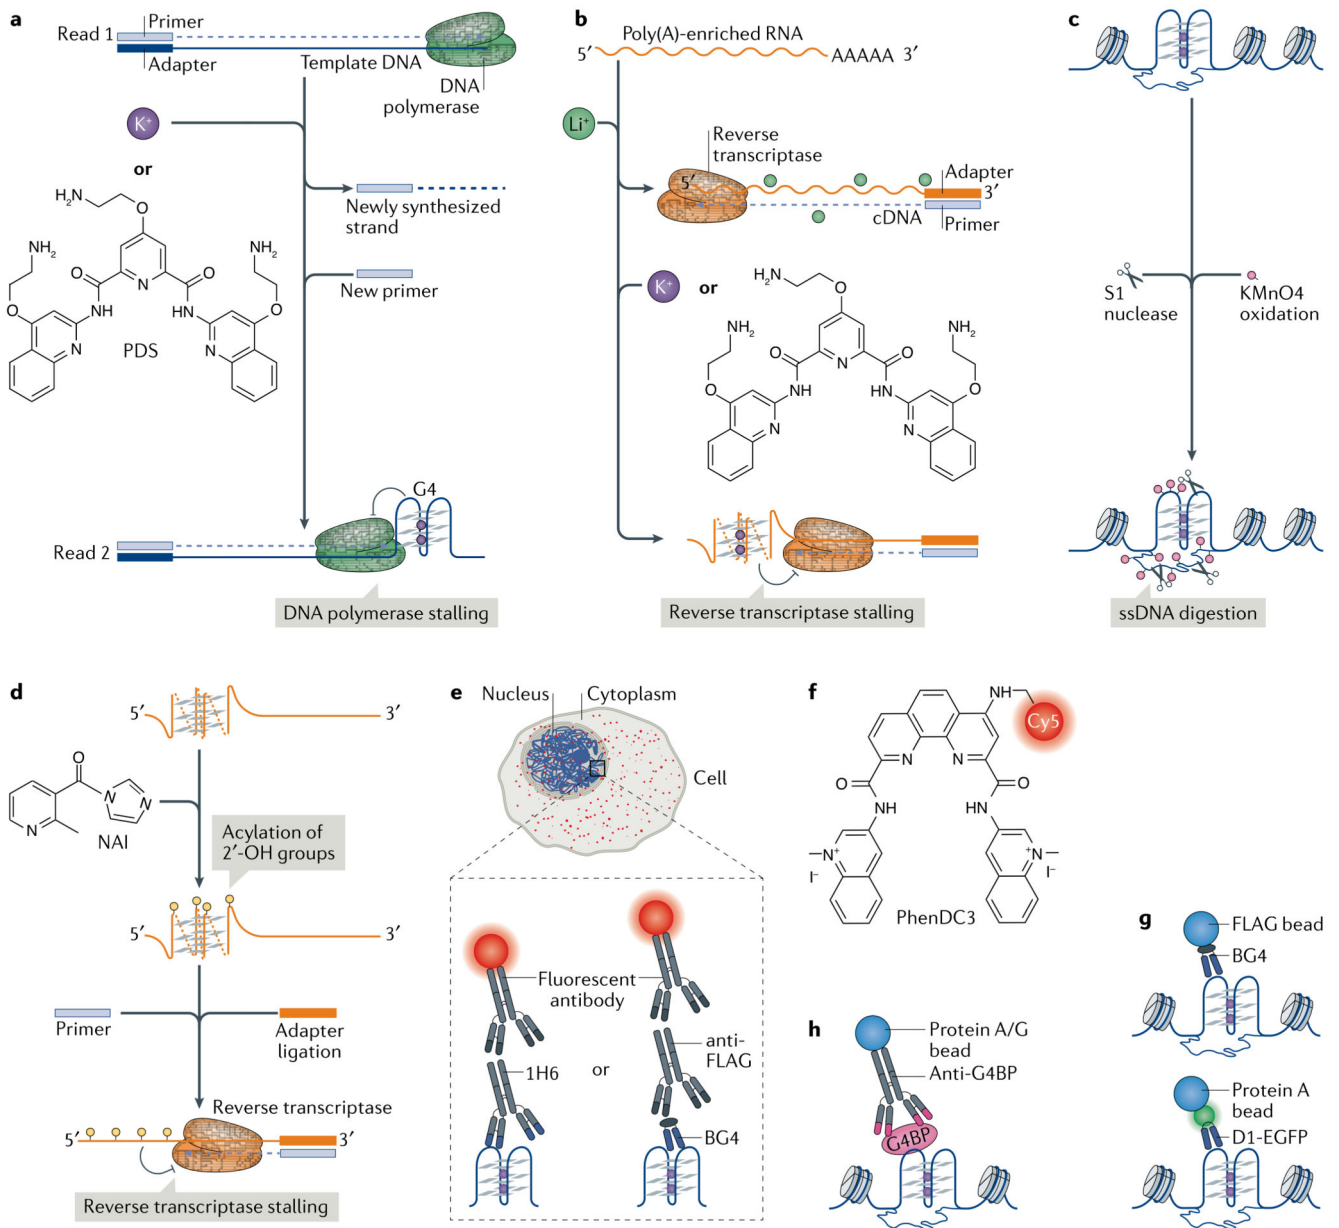 a
Primer
Read 1
Adapter
Template DNA
DNA
polymerase
K⁺
or
Newly synthesized
strand
New primer
H₂N
O
NH₂
NH₂
O
O
N
O
NH
HN
O
N
N
PDS
G4
Read 2
DNA polymerase stalling
b
Poly(A)-enriched RNA
5′
AAAAA 3′
Li⁺
Reverse
transcriptase
5′
Adapter
3′
cDNA
Primer
K⁺ or
H₂N
O
NH₂
NH₂
O
O
N
O
NH
HN
O
N
N
Reverse transcriptase stalling
c
S1
nuclease
KMnO4
oxidation
ssDNA digestion
d
5′
3′
O
N
N
N
NAI
Acylation of
2′-OH groups
5′
3′
Primer
Adapter
ligation
Reverse transcriptase
5′
3′
Reverse transcriptase stalling
e
Nucleus
Cytoplasm
Cell
Fluorescent
antibody
anti-
FLAG
1H6
or
BG4
f
NH
Cy5
N
N
O
O
NH
NH
N⁺
N⁺
I⁻
I⁻
PhenDC3
g
FLAG bead
BG4
Protein A
bead
D1-EGFP
h
Protein A/G
bead
Anti-G4BP
G4BP